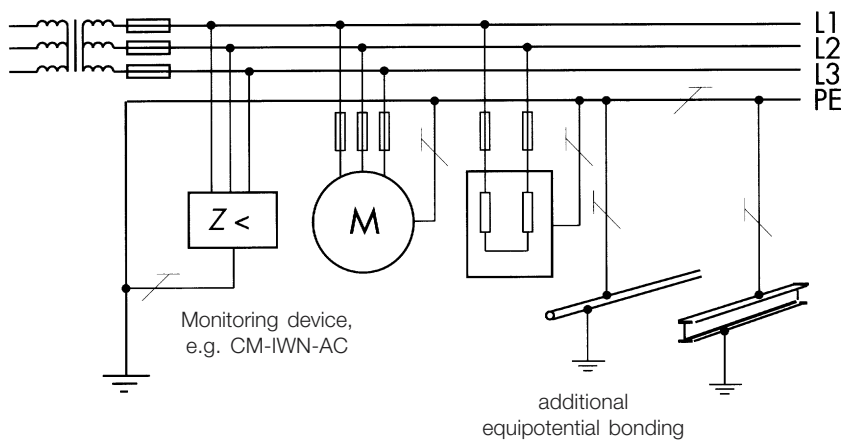 L1
L2
L3
PE
Z <
M
Monitoring device,
e.g. CM-IWN-AC
additional
equipotential bonding